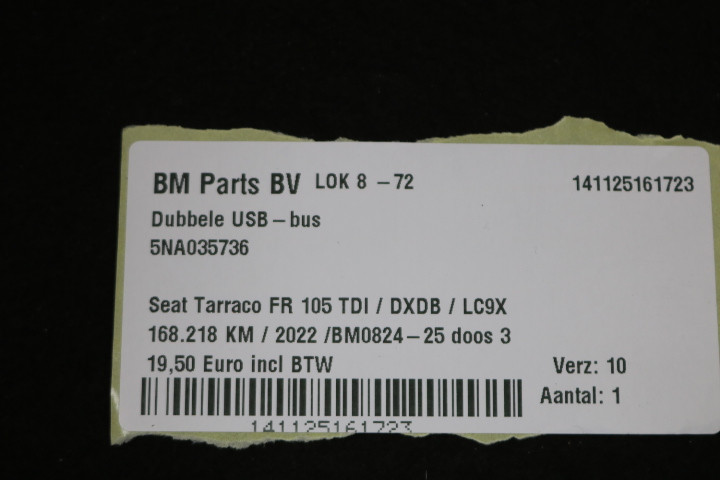 BM Parts BV LOK 8 -72 141125161723
Dubbele USB-bus
5NA035736
Seat Tarraco FR 105 TDI / DXDB / LC9X
168.218 KM / 2022 /BM0824-25 doos 3
19,50 Euro incl BTW Verz: 10
Aantal: 1
141125161723